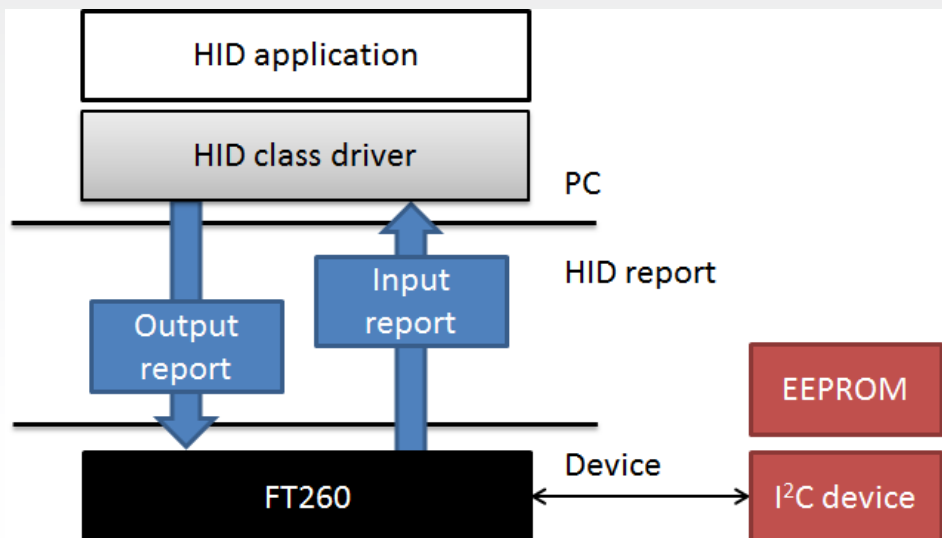 HID application
HID class driver
PC
Input
report
HID report
Output
report
EEPROM
Device
FT260
I²C device